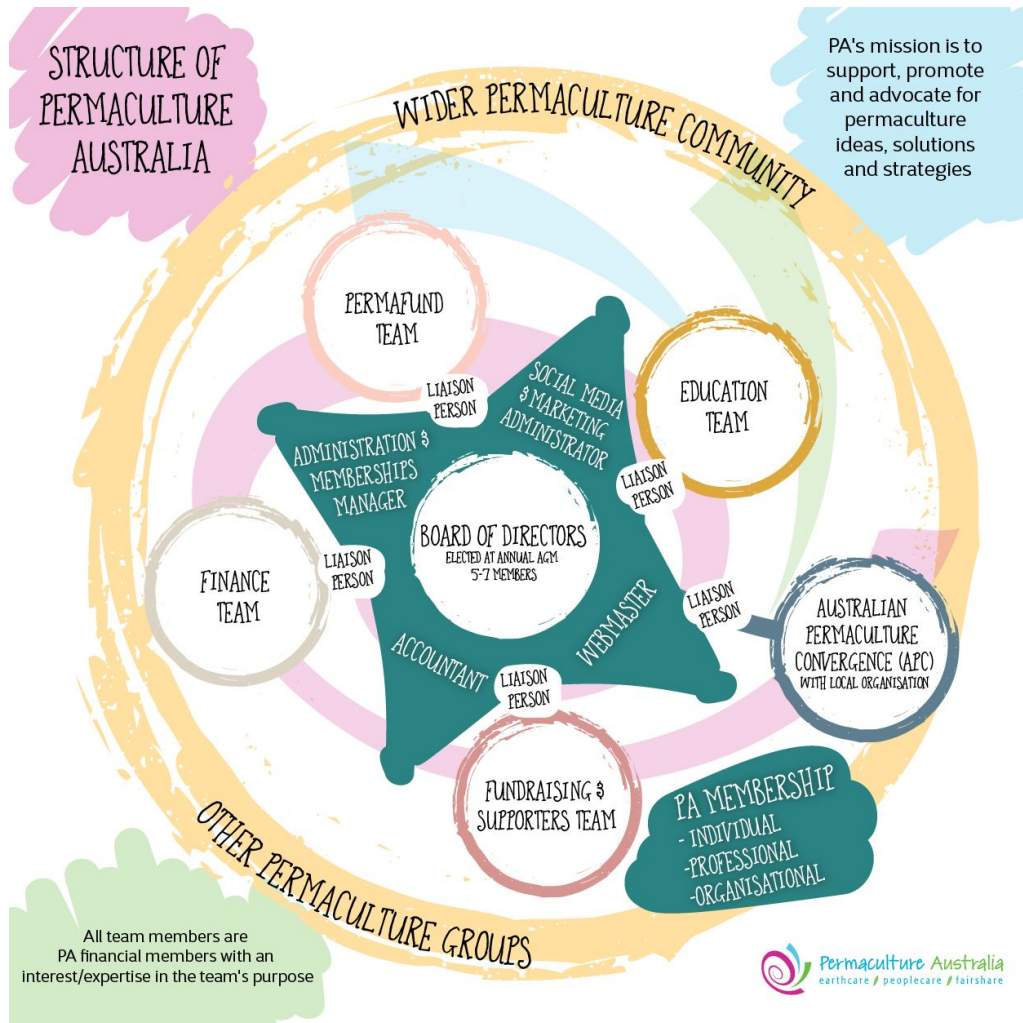 STRUCTURE OF
PERMACULTURE
AUSTRALIA
PA's mission is to
support, promote
and advocate for
permaculture
ideas, solutions
and strategies
WIDER PERMACULTURE COMMUNITY
PERMAFUND
TEAM
LIAISON
PERSON
SOCIAL MEDIA
& MARKETING
ADMINISTRATOR
EDUCATION
TEAM
LIAISON
PERSON
ADMINISTRATION &
MEMBERSHIPS
MANAGER
BOARD OF DIRECTORS
ELECTED AT ANNUAL AGM
5-7 MEMBERS
FINANCE
TEAM
LIAISON
PERSON
LIAISON
PERSON
AUSTRALIAN
PERMACULTURE
CONVERGENCE (APC)
WITH LOCAL ORGANISATION
WEBMASTER
ACCOUNTANT
LIAISON
PERSON
FUNDRAISING &
SUPPORTERS TEAM
PA MEMBERSHIP
- INDIVIDUAL
-PROFESSIONAL
-ORGANISATIONAL
OTHER PERMACULTURE GROUPS
All team members are
PA financial members with an
interest/expertise in the team's purpose
Permaculture Australia
earthcare / peoplecare / fairshare